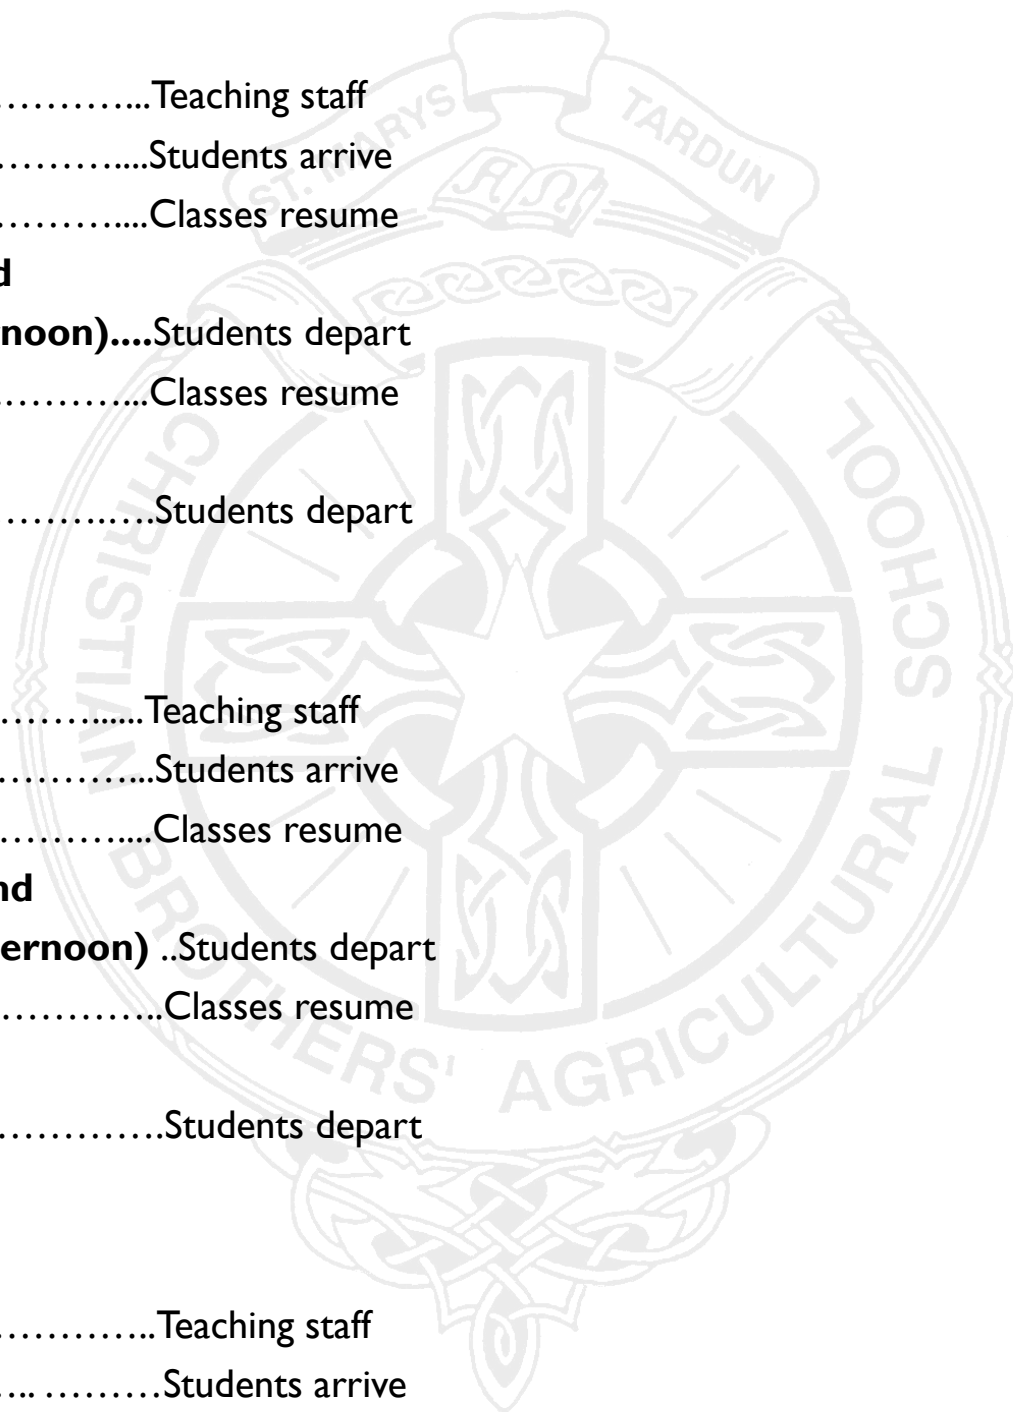 …………...Teaching staff
…………....Students arrive
…………....Classes resume
d
noon)....Students depart
…………...Classes resume
……….….Students depart
………......Teaching staff
…………...Students arrive
…………....Classes resume
nd
ernoon) ..Students depart
…………..Classes resume
………….Students depart
…………..Teaching staff
….. ………Students arrive
ST. MARYS TARDUN
ΑΩ
CHRISTIAN BROTHERS' AGRICULTURAL SCHOOL